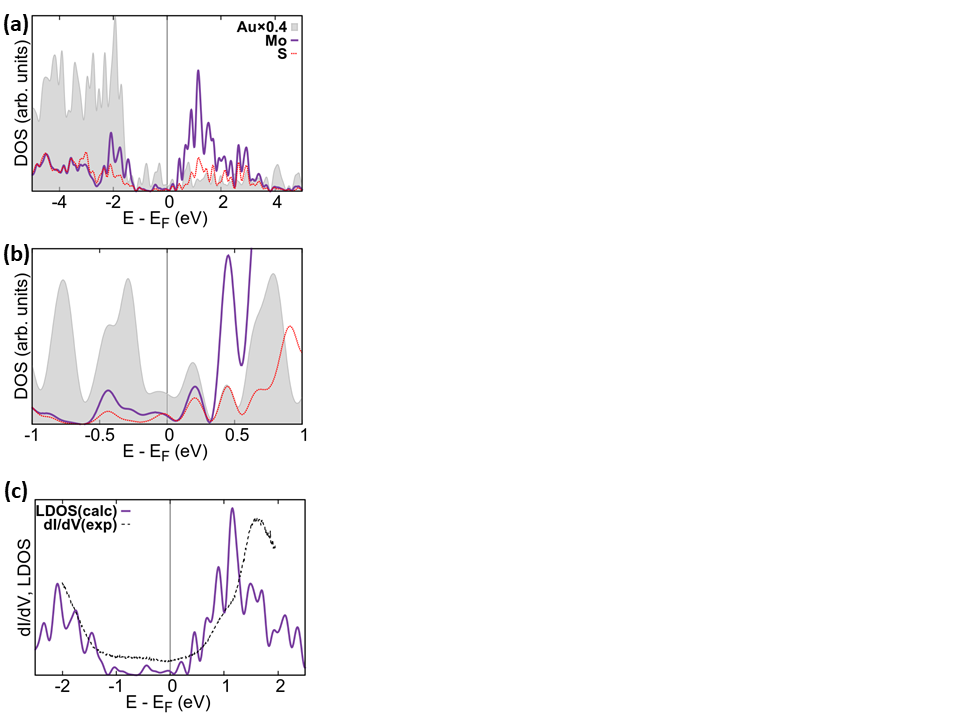 (a)
Au×0.4
Mo
S
DOS (arb. units)
-4 -2 0 2 4
E - EF (eV)
(b)
DOS (arb. units)
-1 -0.5 0 0.5 1
E - EF (eV)
(c)
LDOS(calc)
dI/dV(exp)
dI/dV, LDOS
-2 -1 0 1 2
E - EF (eV)